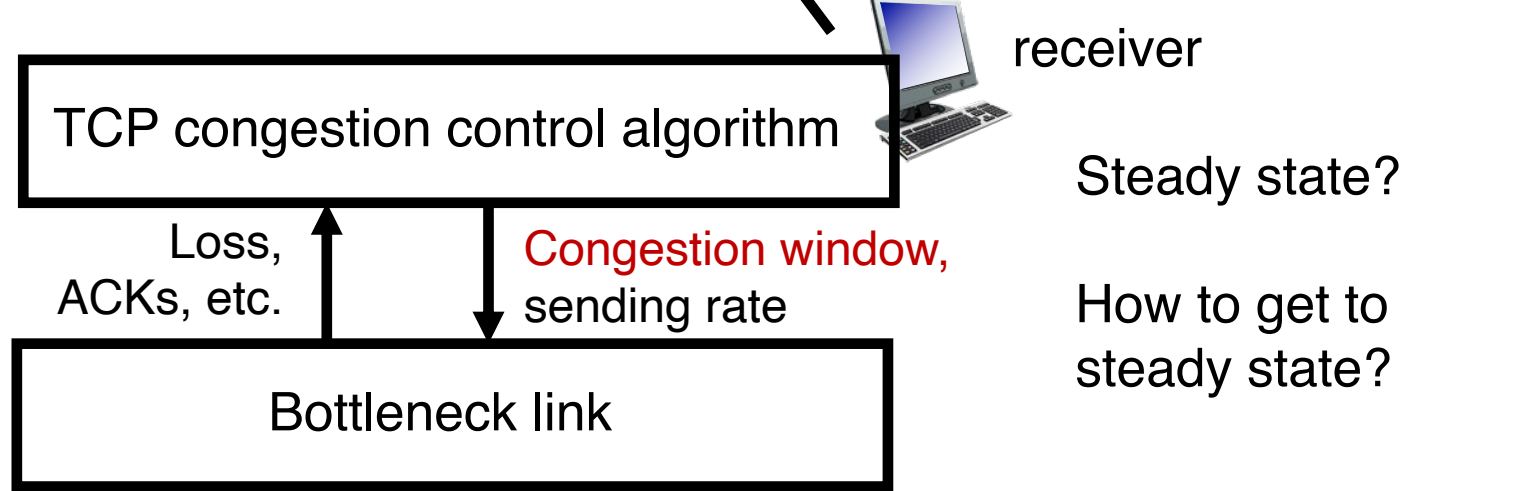 receiver
TCP congestion control algorithm
Steady state?
Loss,
ACKs, etc.
Congestion window,
sending rate
How to get to
steady state?
Bottleneck link